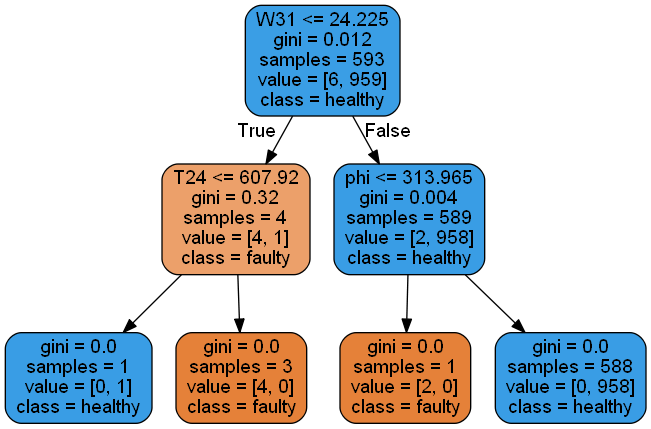 W31 <= 24.225
gini = 0.012
samples = 593
value = [6, 959]
class = healthy
True
False
T24 <= 607.92
gini = 0.32
samples = 4
value = [4, 1]
class = faulty
phi <= 313.965
gini = 0.004
samples = 589
value = [2, 958]
class = healthy
gini = 0.0
samples = 1
value = [0, 1]
class = healthy
gini = 0.0
samples = 3
value = [4, 0]
class = faulty
gini = 0.0
samples = 1
value = [2, 0]
class = faulty
gini = 0.0
samples = 588
value = [0, 958]
class = healthy